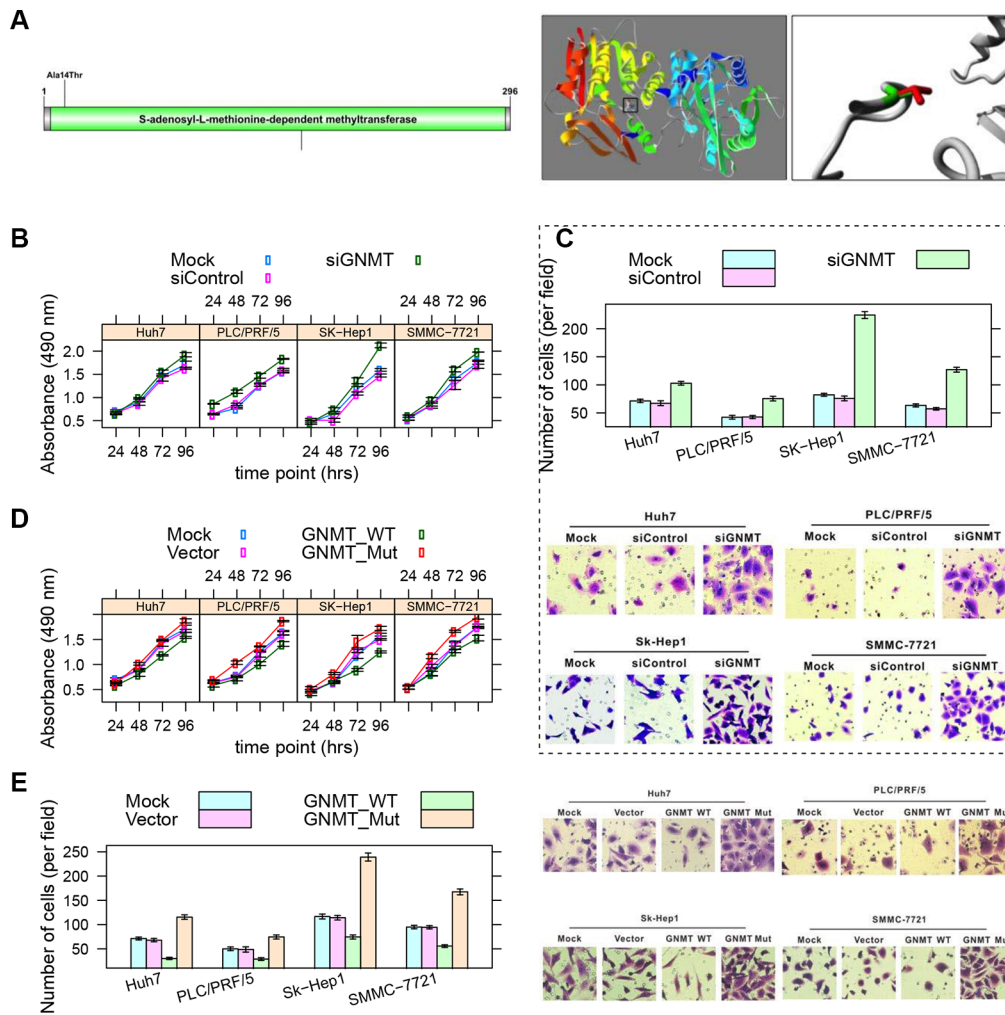 A
Ala14Thr
1
296
S-adenosyl-L-methionine-dependent methyltransferase
B
Mock
siControl
siGNMT
24 48 72 96
24 48 72 96
Huh7
PLC/PRF/5
SK−Hep1
SMMC−7721
Absorbance (490 nm)
2.0
1.5
1.0
0.5
24 48 72 96
24 48 72 96
time point (hrs)
C
Mock
siControl
siGNMT
Number of cells (per field)
200
150
100
50
Huh7
PLC/PRF/5
SK−Hep1
SMMC−7721
Huh7
Mock siControl siGNMT
PLC/PRF/5
Mock siControl siGNMT
Sk-Hep1
Mock siControl siGNMT
SMMC-7721
Mock siControl siGNMT
D
Mock
Vector
GNMT_WT
GNMT_Mut
24 48 72 96
24 48 72 96
Huh7
PLC/PRF/5
SK−Hep1
SMMC−7721
Absorbance (490 nm)
1.5
1.0
0.5
24 48 72 96
24 48 72 96
time point (hrs)
E
Mock
Vector
GNMT_WT
GNMT_Mut
Number of cells (per field)
250
200
150
100
50
Huh7
PLC/PRF/5
Sk−Hep1
SMMC−7721
Huh7
Mock Vector GNMT WT GNMT Mut
PLC/PRF/5
Mock Vector GNMT WT GNMT Mut
Sk-Hep1
Mock Vector GNMT WT GNMT Mut
SMMC-7721
Mock Vector GNMT WT GNMT Mut